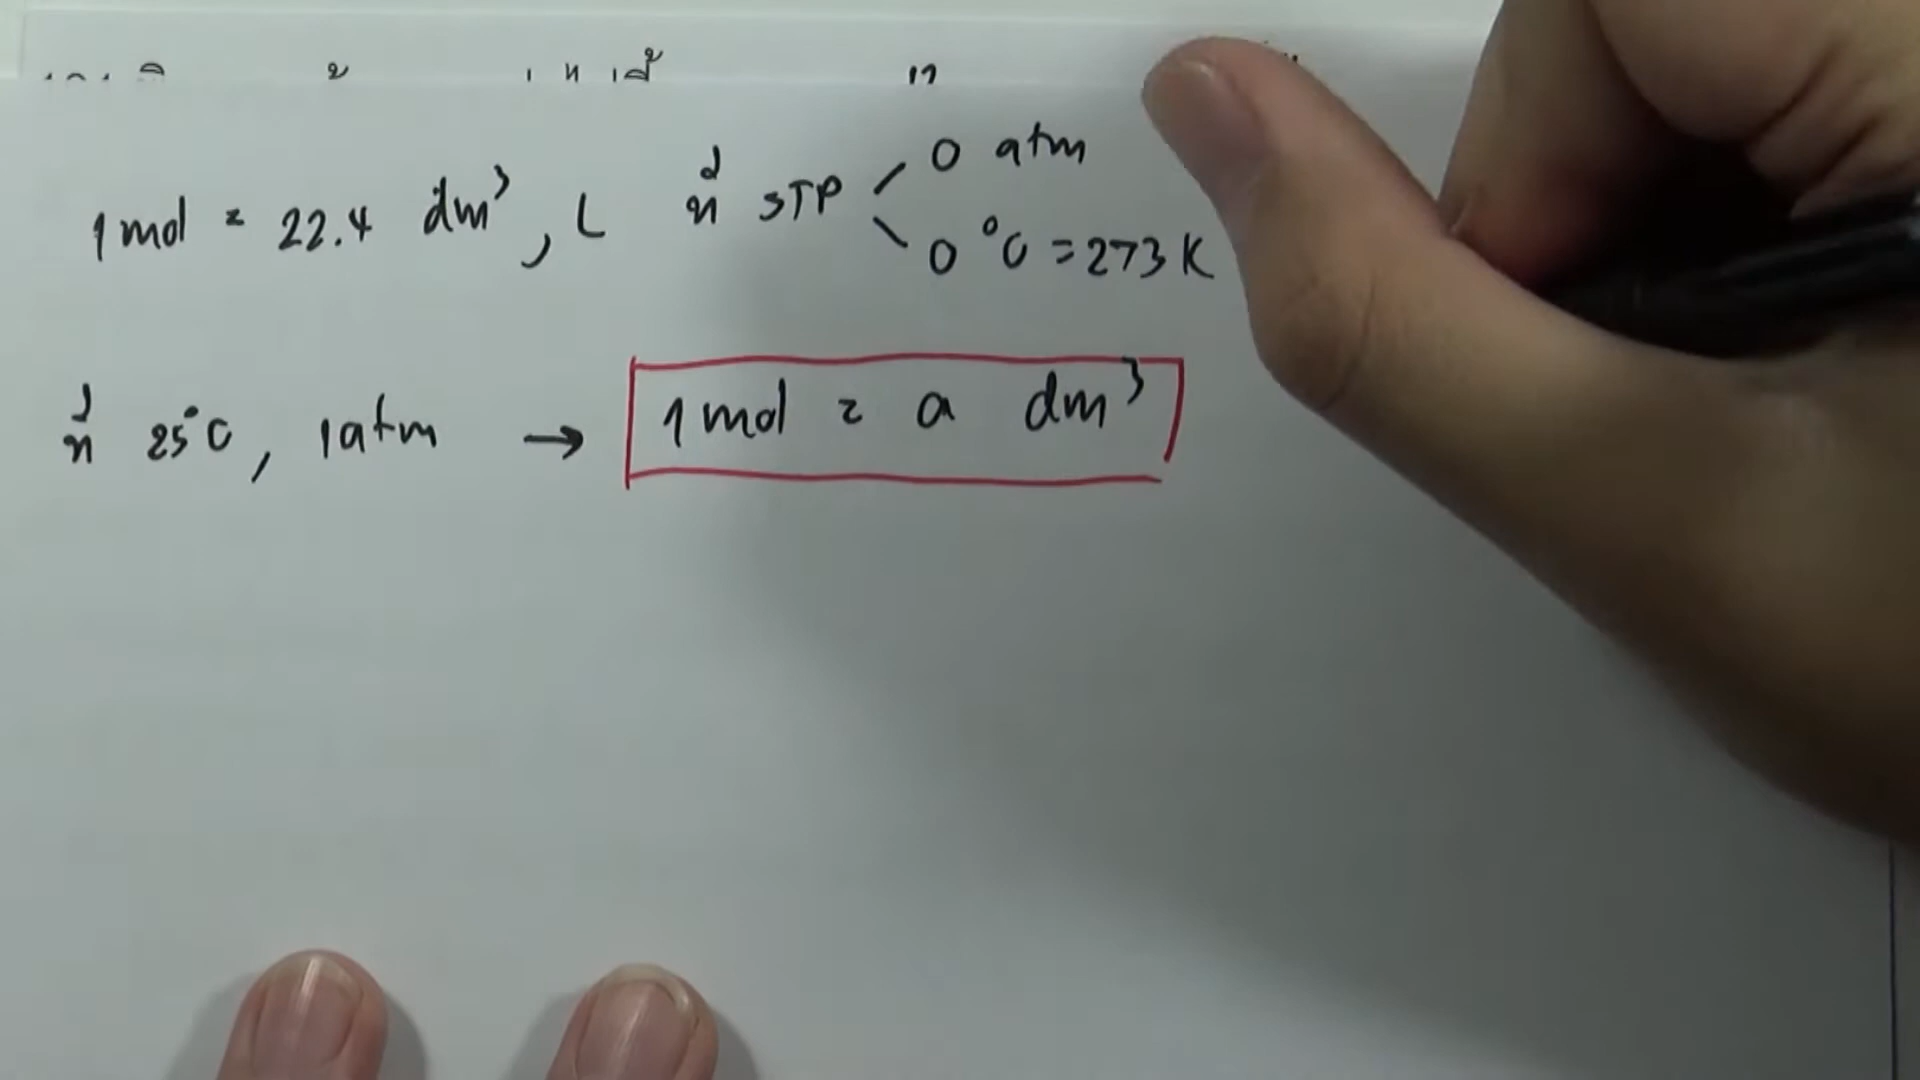 1 mol = 22.4 dm³, L ที่ STP 0 atm
0 °C = 273 K
ที่ 25°C, 1 atm → 1 mol = a dm³